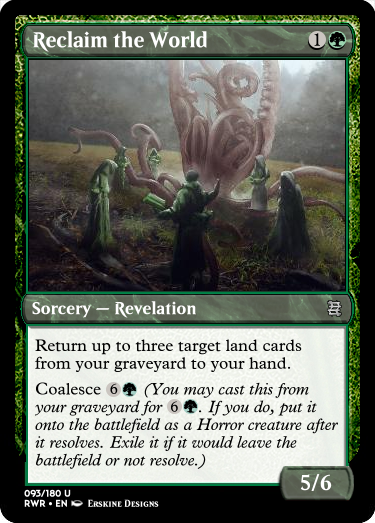 Reclaim the World 1
Sorcery — Revelation
Return up to three target land cards
from your graveyard to your hand.
Coalesce 6 (You may cast this from
your graveyard for 6. If you do, put it
onto the battlefield as a Horror creature after
it resolves. Exile it if it would leave the
battlefield or not resolve.)
5/6
093/180 U
RWR • EN Erskine Designs